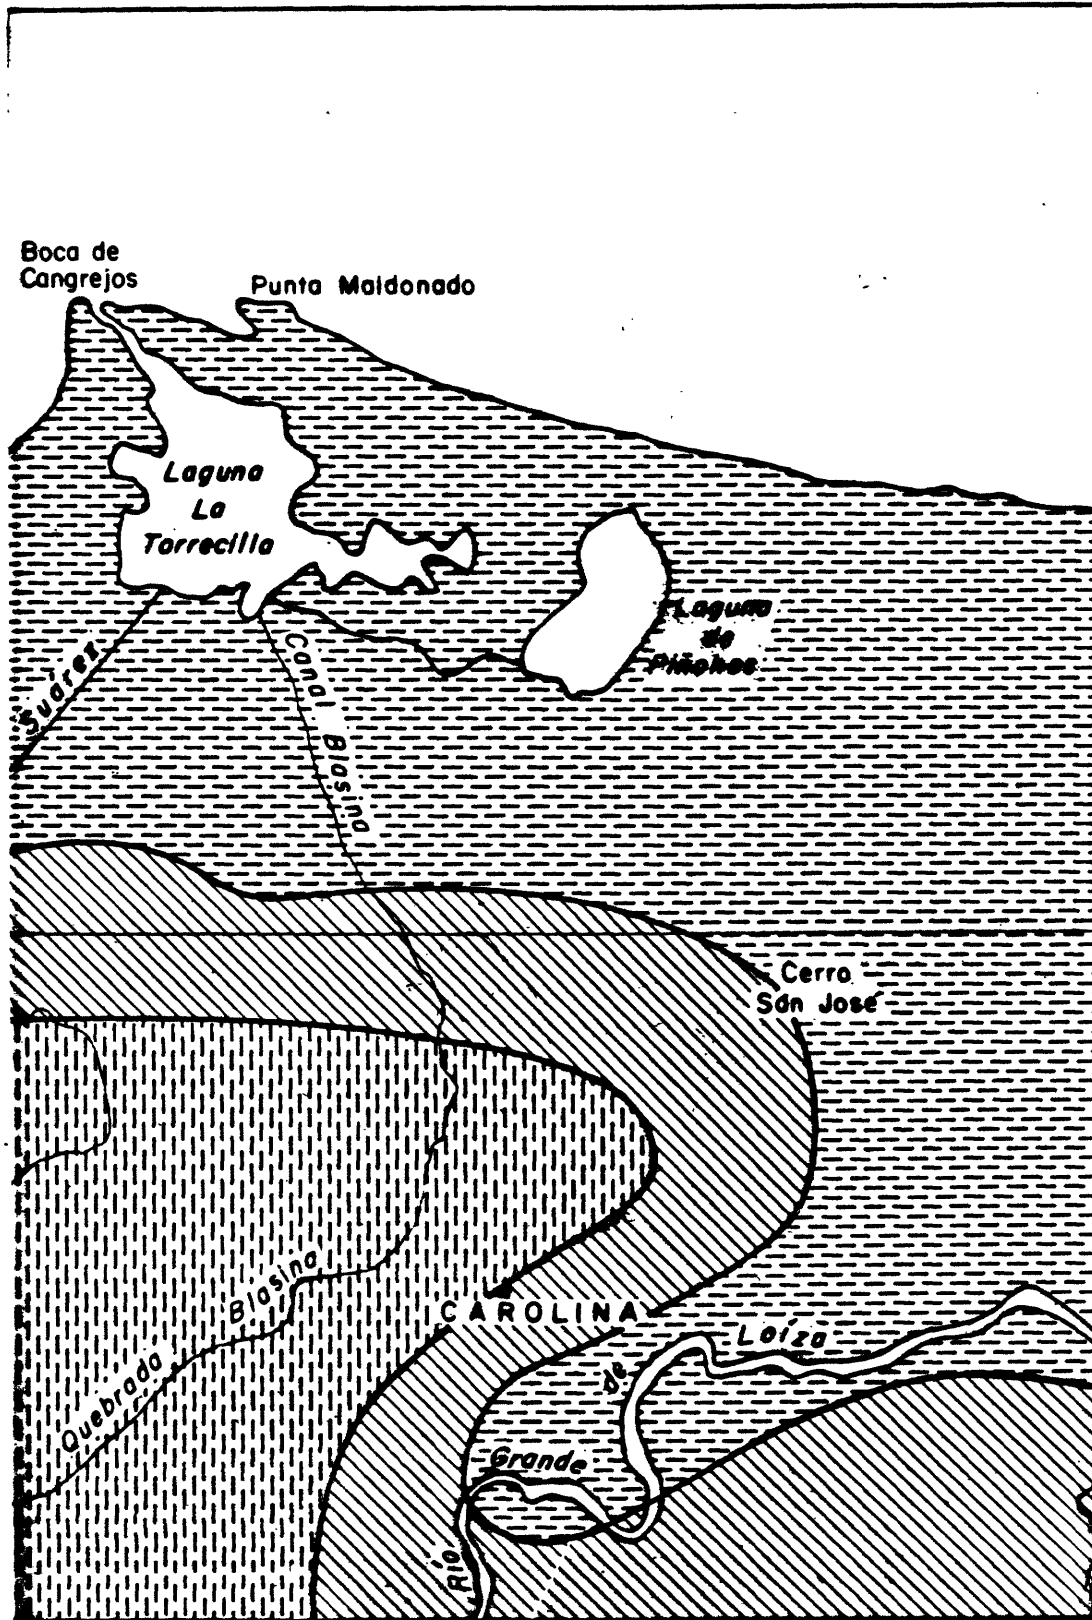 Boca de
Cangrejos
Punta Maldonado
Laguna
La
Torrecilla
Laguna
de
Piñones
Suárez
Canal Blasina
Cerro
San José
Quebrada Blasina
CAROLINA
Río Grande de Loíza